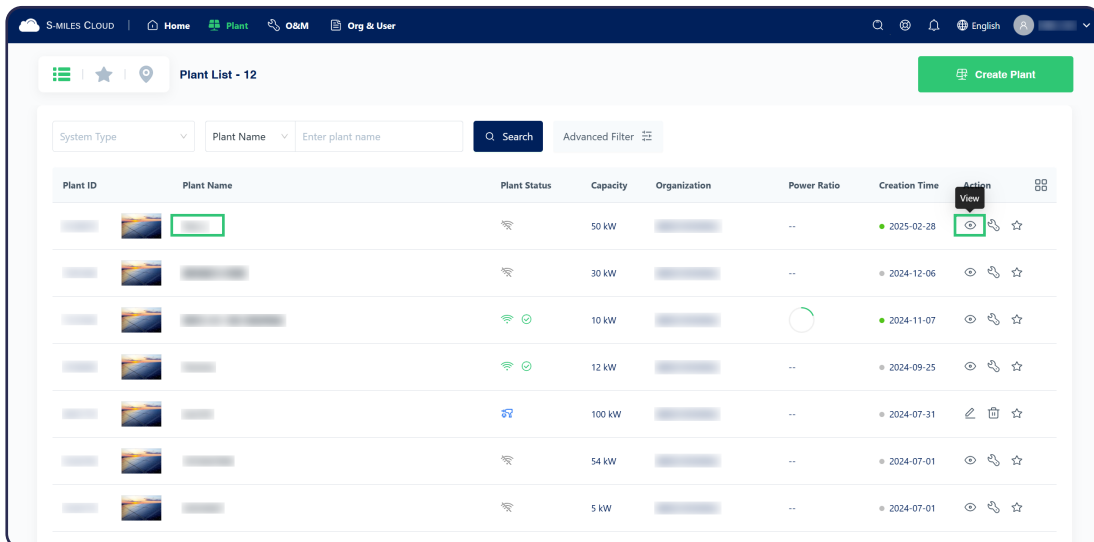 S-MILES CLOUD | Home Plant O&M Org & User English A
Plant List - 12 Create Plant
System Type Plant Name Enter plant name Search Advanced Filter
Plant ID Plant Name Plant Status Capacity Organization Power Ratio Creation Time Action
View
50 kW -- 2025-02-28
30 kW -- 2024-12-06
10 kW 2024-11-07
12 kW -- 2024-09-25
100 kW -- 2024-07-31
54 kW -- 2024-07-01
5 kW -- 2024-07-01